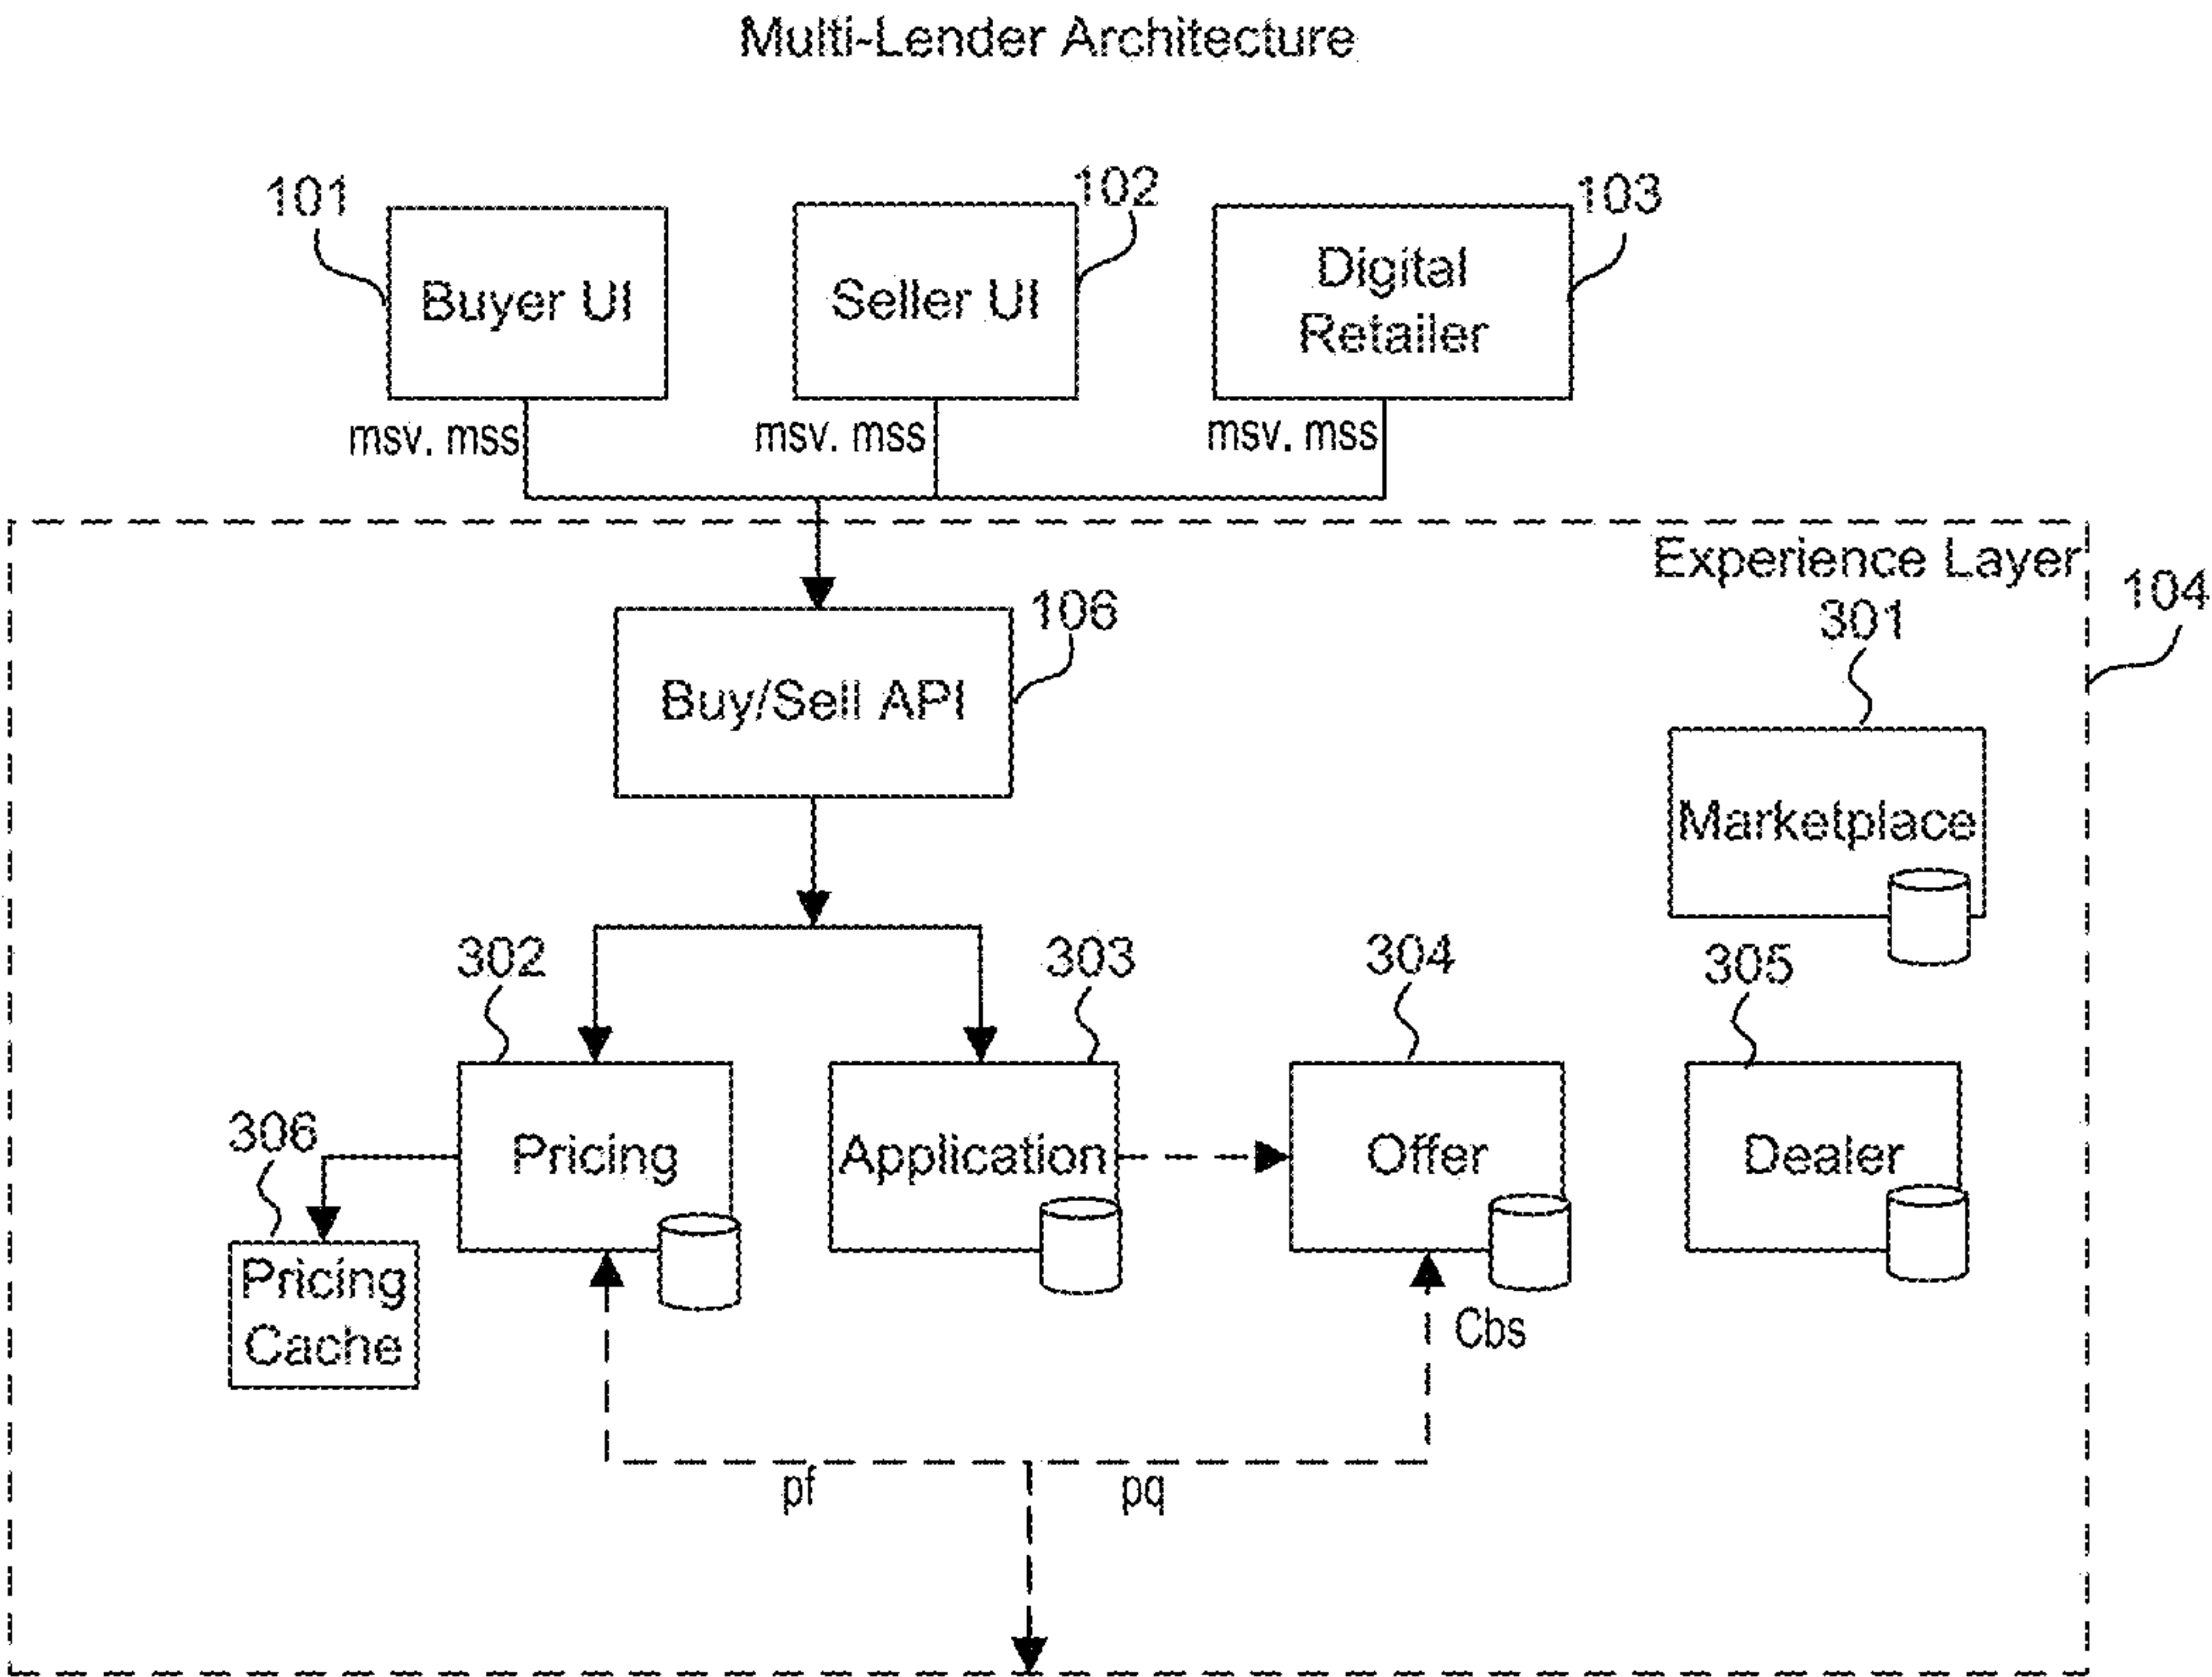 Multi-Lender Architecture
101
102
103
Buyer UI
Seller UI
Digital
Retailer
msv. mss
msv. mss
msv. mss
Experience Layer
104
106
301
Buy/Sell API
Marketplace
302
303
304
305
306
Pricing
Application
Offer
Dealer
Pricing
Cache
Cbs
pf
pq